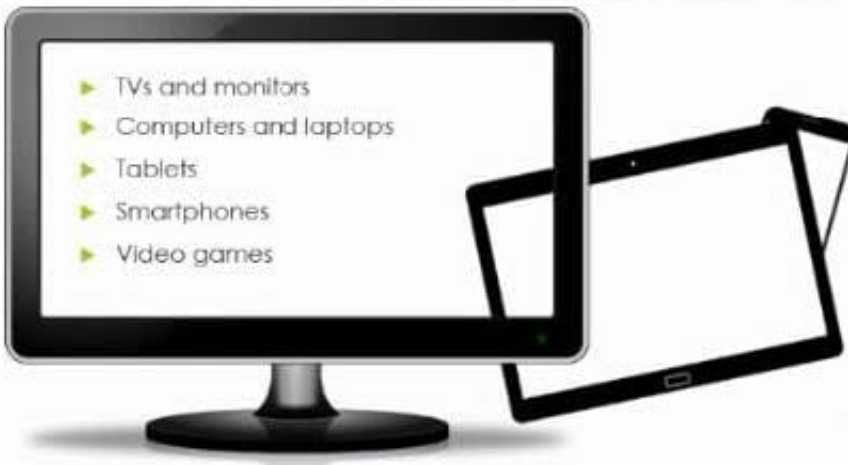 TVs and monitors
Computers and laptops
Tablets
Smartphones
Video games